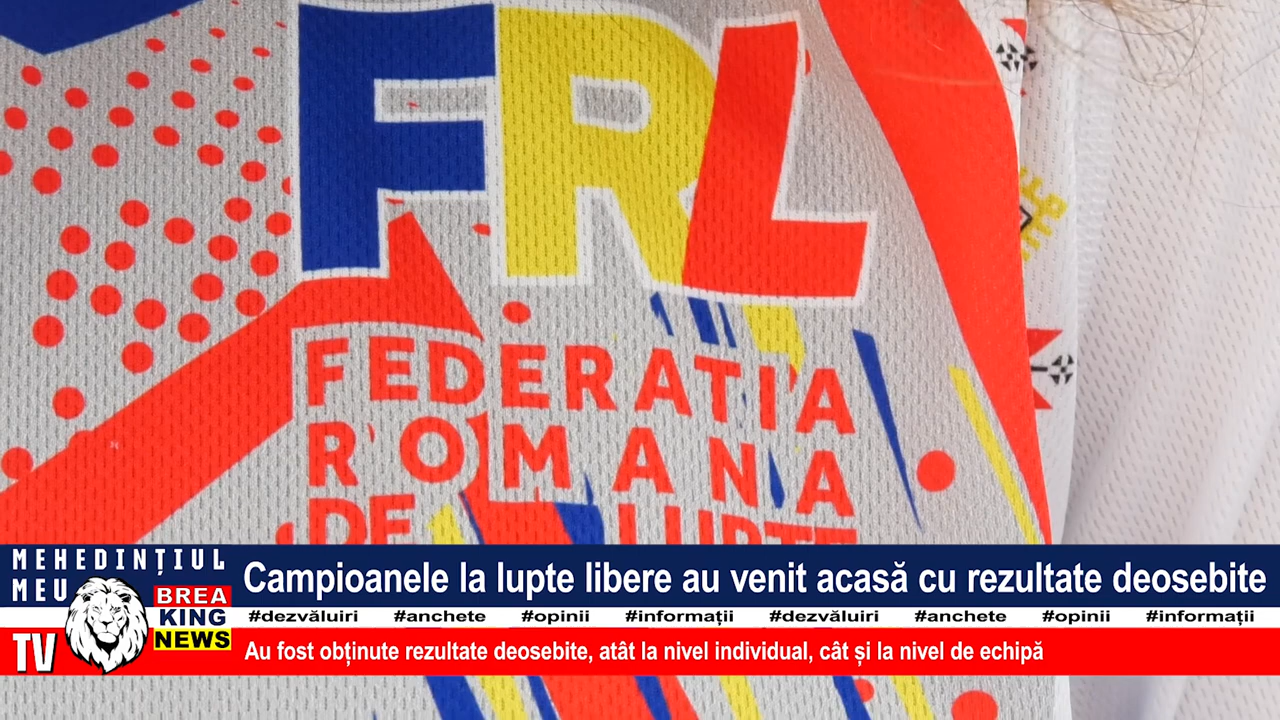 FRL
FEDERATIA
ROMANA
DE LUPTE
MEHEDINȚIUL
MEU
TV
BREA
KING
NEWS
Campioanele la lupte libere au venit acasă cu rezultate deosebite
#dezvăluiri #anchete #opinii #informații #dezvăluiri #anchete #opinii #informații
Au fost obținute rezultate deosebite, atât la nivel individual, cât și la nivel de echipă